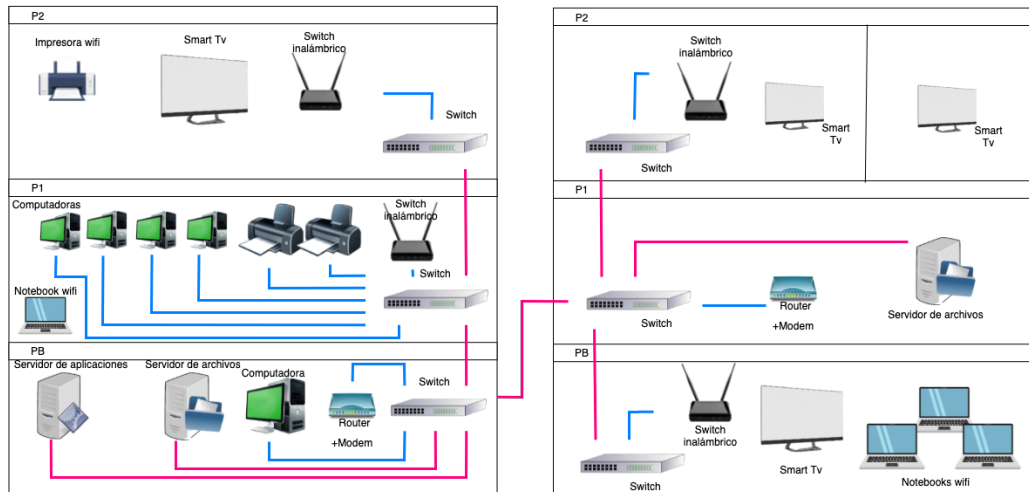 P2
Impresora wifi
Smart Tv
Switch
inalámbrico
Switch
P1
Computadoras
Switch
inalámbrico
Switch
Notebook wifi
PB
Servidor de aplicaciones
Servidor de archivos
Computadora
Switch
Router
+Modem
P2
Switch
inalámbrico
Smart
Tv
Smart
Tv
Switch
P1
Router
+Modem
Servidor de archivos
Switch
PB
Switch
inalámbrico
Smart Tv
Notebooks wifi
Switch